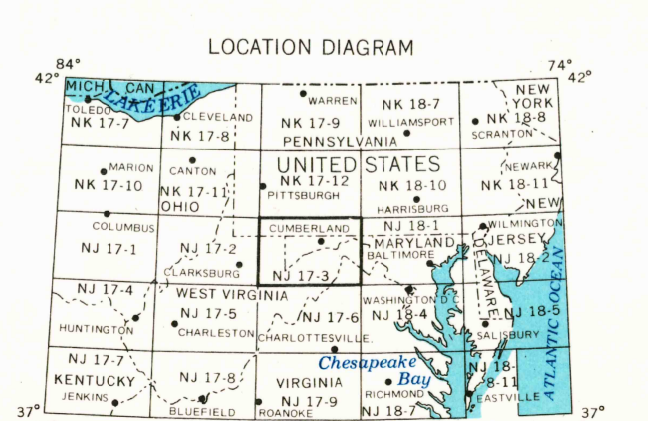 LOCATION DIAGRAM
84°
74°
42°
42°
MICH.
CAN
LAKE ERIE
TOLEDO
NK 17-7
CLEVELAND
NK 17-8
WARREN
NK 17-9
NK 18-7
WILLIAMSPORT
NEW
YORK
NK 18-8
SCRANTON
PENNSYLVANIA
UNITED STATES
MARION
NK 17-10
CANTON
NK 17-11
OHIO
NK 17-12
PITTSBURGH
NK 18-10
HARRISBURG
NEWARK
NK 18-11
NEW
COLUMBUS
NJ 17-1
NJ 17-2
CLARKSBURG
CUMBERLAND
NJ 17-3
NJ 18-1
MARYLAND
BALTIMORE
WILMINGTON
JERSEY
NJ 18-2
DELAWARE
ATLANTIC OCEAN
NJ 17-4
HUNTINGTON
WEST VIRGINIA
NJ 17-5
CHARLESTON
NJ 17-6
CHARLOTTESVILLE
WASHINGTON D C
NJ 18-4
NJ 18-5
SALISBURY
Chesapeake
Bay
NJ 17-7
KENTUCKY
JENKINS
NJ 17-8
BLUEFIELD
VIRGINIA
NJ 17-9
ROANOKE
RICHMOND
NJ 18-7
NJ 18-
8-11
EASTVILLE
37°
37°